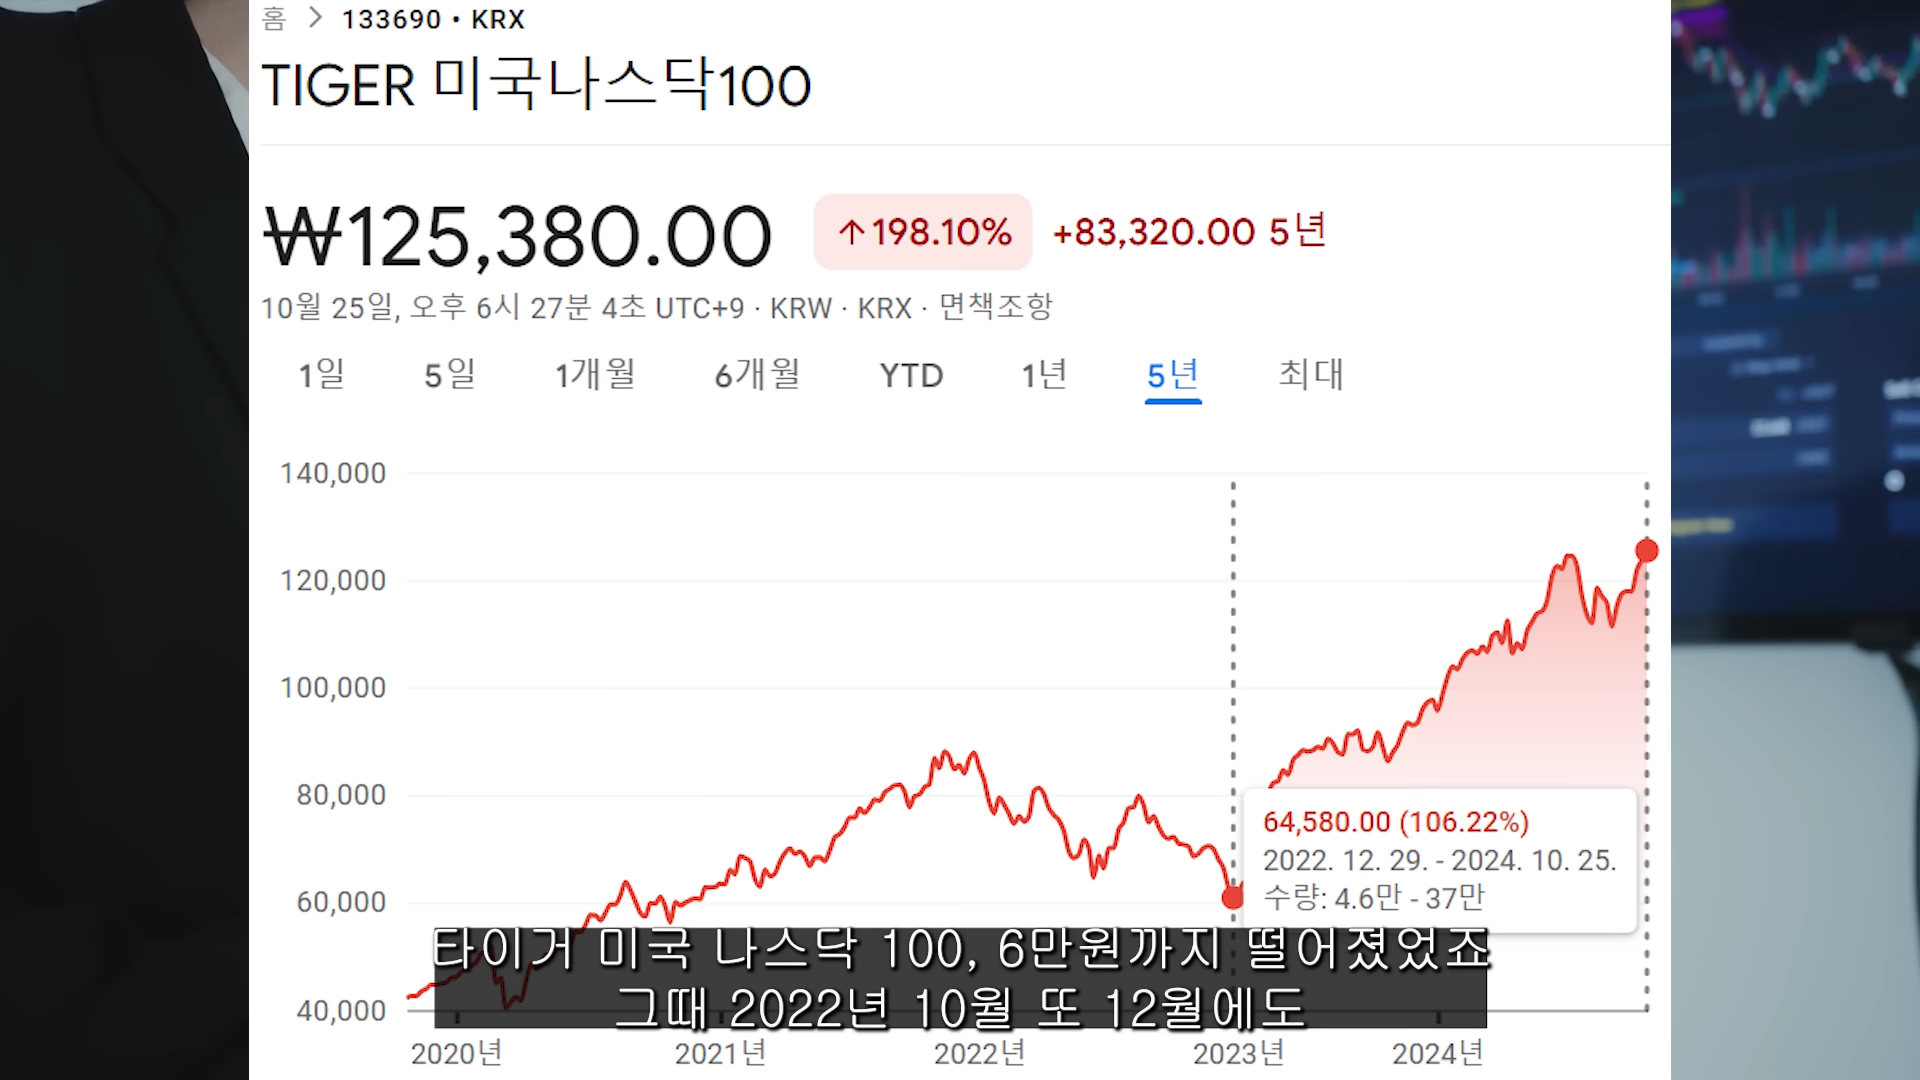 홈 > 133690 • KRX
TIGER 미국나스닥100
₩125,380.00 ↑198.10% +83,320.00 5년
10월 25일, 오후 6시 27분 4초 UTC+9 · KRW · KRX · 면책조항
1일 5일 1개월 6개월 YTD 1년 5년 최대
140,000
120,000
100,000
80,000
64,580.00 (106.22%)
2022. 12. 29. - 2024. 10. 25.
수량: 4.6만 - 37만
60,000
타이거 미국 나스닥 100, 6만원까지 떨어졌었죠
그때 2022년 10월 또 12월에도
40,000
2020년 2021년 2022년 2023년 2024년